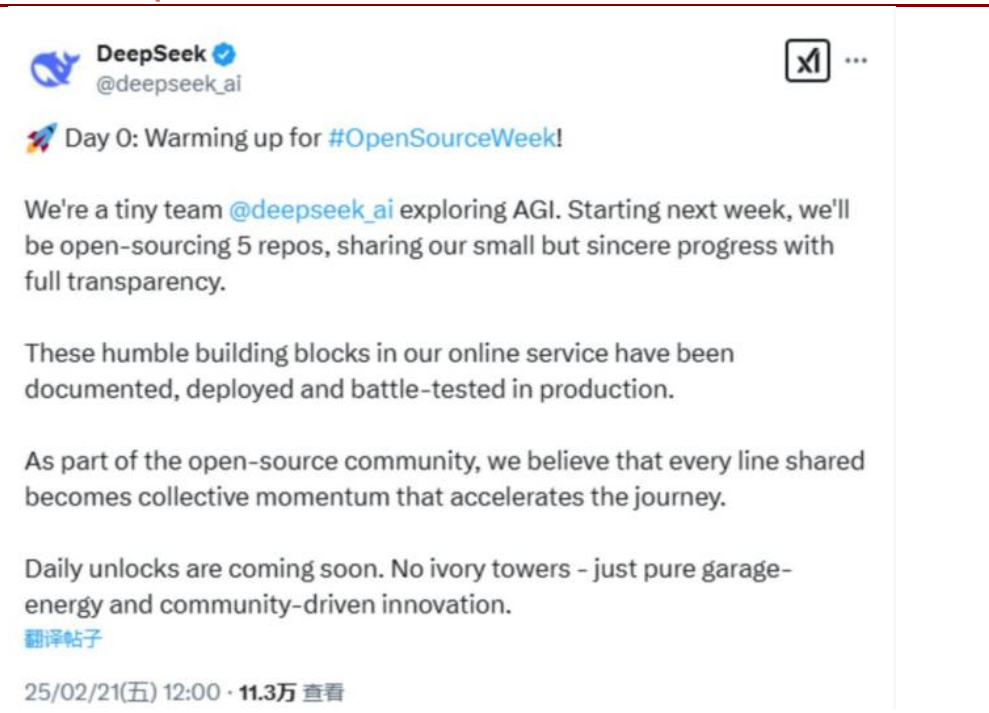 DeepSeek
@deepseek_ai
🚀 Day 0: Warming up for #OpenSourceWeek!
We're a tiny team @deepseek_ai exploring AGI. Starting next week, we'll
be open-sourcing 5 repos, sharing our small but sincere progress with
full transparency.
These humble building blocks in our online service have been
documented, deployed and battle-tested in production.
As part of the open-source community, we believe that every line shared
becomes collective momentum that accelerates the journey.
Daily unlocks are coming soon. No ivory towers - just pure garage-
energy and community-driven innovation.
翻译帖子
25/02/21(五) 12:00 · 11.3万 查看